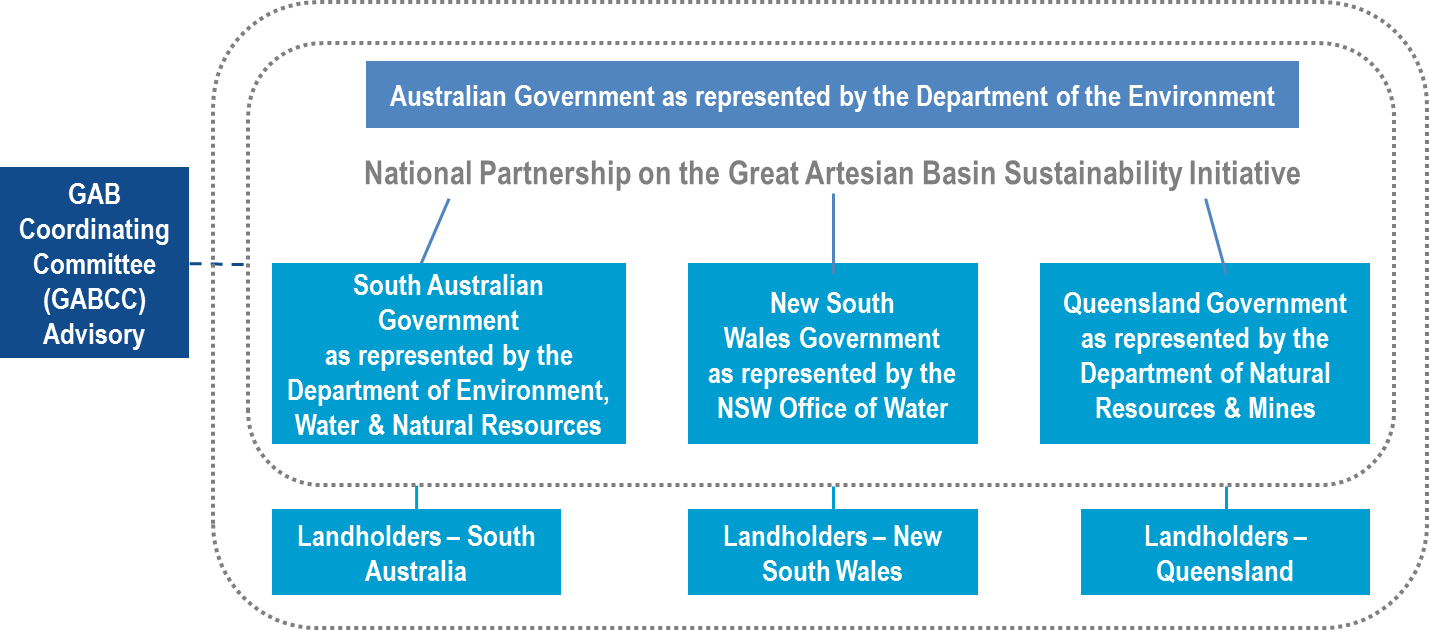 Australian Government as represented by the Department of the Environment
National Partnership on the Great Artesian Basin Sustainability Initiative
GAB
Coordinating
Committee
(GABCC)
Advisory
South Australian
Government
as represented by the
Department of Environment,
Water & Natural Resources
New South
Wales Government
as represented by the
NSW Office of Water
Queensland Government
as represented by the
Department of Natural
Resources & Mines
Landholders – South
Australia
Landholders – New
South Wales
Landholders –
Queensland